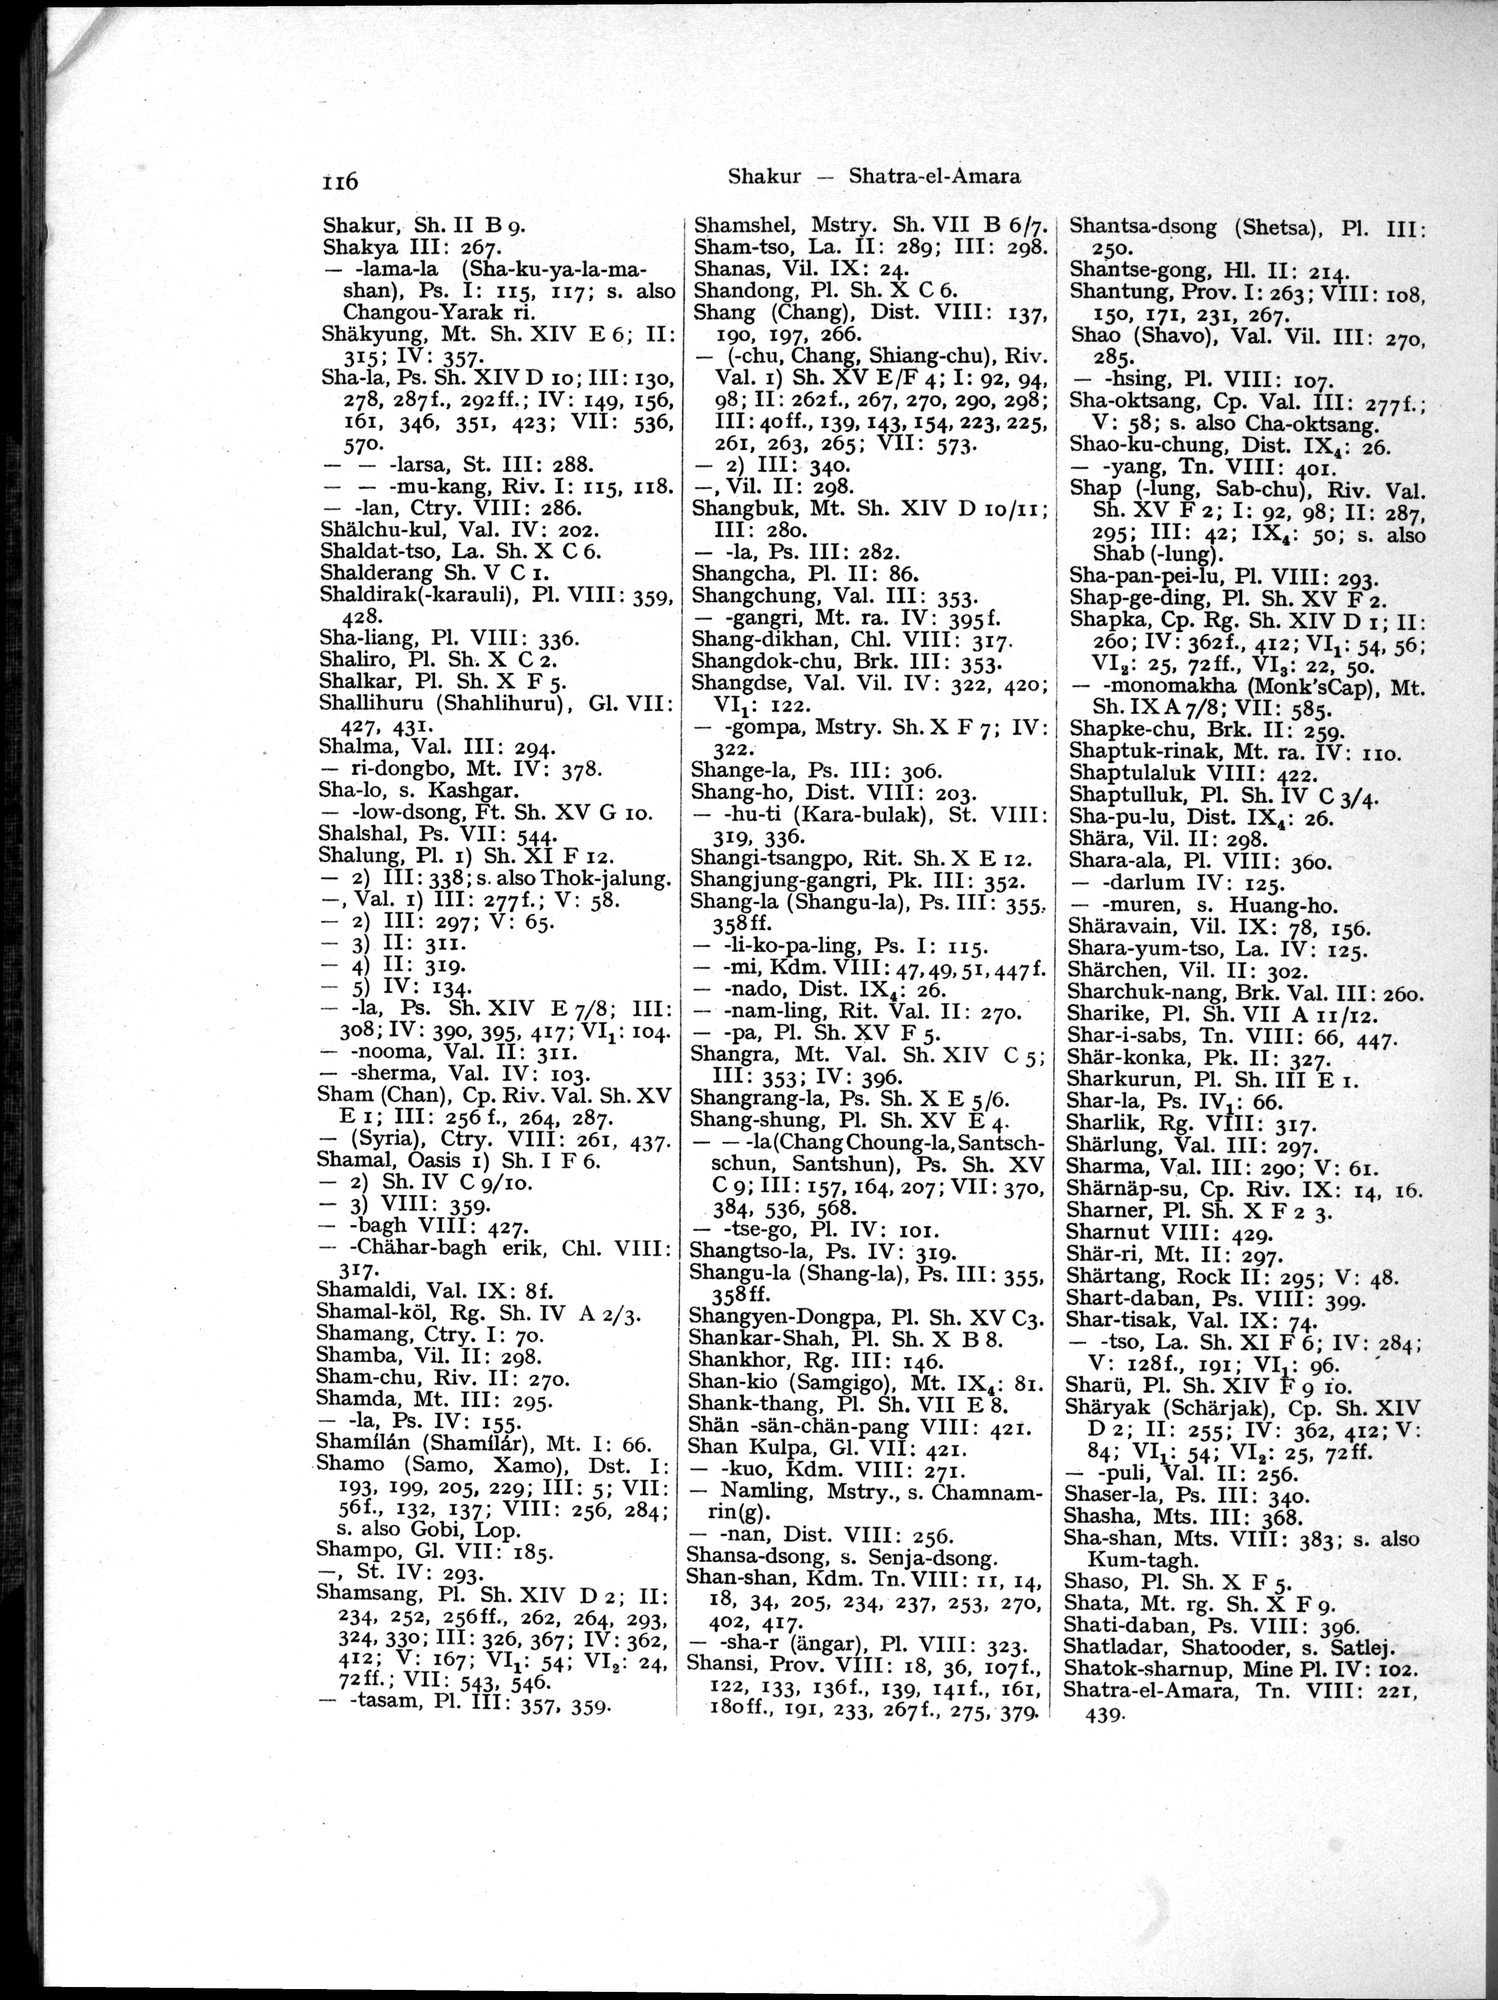 116
Shakur — Shatra-el-Amara
Shakur, Sh. II B 9.
Shakya III: 267.
— -lama-la (Sha-ku-ya-la-ma-
shan), Ps. I: 115, 117; s. also
Changou-Yarak ri.
Shäkyung, Mt. Sh. XIV E 6; II:
315; IV: 357.
Sha-la, Ps. Sh. XIV D 10; III: 130,
278, 287f., 292ff.; IV: 149, 156,
161, 346, 351, 423; VII: 536,
570.
— — -larsa, St. III: 288.
— — -mu-kang, Riv. I: 115, 118.
— -lan, Ctry. VIII: 286.
Shälchu-kul, Val. IV: 202.
Shaldat-tso, La. Sh. X C 6.
Shalderang Sh. V C 1.
Shaldirak(-karauli), Pl. VIII: 359,
428.
Sha-liang, Pl. VIII: 336.
Shaliro, Pl. Sh. X C 2.
Shalkar, Pl. Sh. X F 5.
Shallihuru (Shahlihuru), Gl. VII:
427, 431.
Shalma, Val. III: 294.
— ri-dongbo, Mt. IV: 378.
Sha-lo, s. Kashgar.
— -low-dsong, Ft. Sh. XV G 10.
Shalshal, Ps. VII: 544.
Shalung, Pl. 1) Sh. XI F 12.
— 2) III: 338; s. also Thok-jalung.
—, Val. 1) III: 277f.; V: 58.
— 2) III: 297; V: 65.
— 3) II: 311.
— 4) II: 319.
— 5) IV: 134.
— -la, Ps. Sh. XIV E 7/8; III:
308; IV: 390, 395, 417; VI₁: 104.
— -nooma, Val. II: 311.
— -sherma, Val. IV: 103.
Sham (Chan), Cp. Riv. Val. Sh. XV
E 1; III: 256 f., 264, 287.
— (Syria), Ctry. VIII: 261, 437.
Shamal, Oasis 1) Sh. I F 6.
— 2) Sh. IV C 9/10.
— 3) VIII: 359.
— -bagh VIII: 427.
— -Chähar-bagh erik, Chl. VIII:
317.
Shamaldi, Val. IX: 8f.
Shamal-köl, Rg. Sh. IV A 2/3.
Shamang, Ctry. I: 70.
Shamba, Vil. II: 298.
Sham-chu, Riv. II: 270.
Shamda, Mt. III: 295.
— -la, Ps. IV: 155.
Shamílán (Shamílár), Mt. I: 66.
Shamo (Samo, Xamo), Dst. I:
193, 199, 205, 229; III: 5; VII:
56f., 132, 137; VIII: 256, 284;
s. also Gobi, Lop.
Shampo, Gl. VII: 185.
—, St. IV: 293.
Shamsang, Pl. Sh. XIV D 2; II:
234, 252, 256ff., 262, 264, 293,
324, 330; III: 326, 367; IV: 362,
412; V: 167; VI₁: 54; VI₂: 24,
72ff.; VII: 543, 546.
— -tasam, Pl. III: 357, 359.
Shamshel, Mstry. Sh. VII B 6/7.
Sham-tso, La. II: 289; III: 298.
Shanas, Vil. IX: 24.
Shandong, Pl. Sh. X C 6.
Shang (Chang), Dist. VIII: 137,
190, 197, 266.
— (-chu, Chang, Shiang-chu), Riv.
Val. 1) Sh. XV E/F 4; I: 92, 94,
98; II: 262f., 267, 270, 290, 298;
III: 40ff., 139, 143, 154, 223, 225,
261, 263, 265; VII: 573.
— 2) III: 340.
—, Vil. II: 298.
Shangbuk, Mt. Sh. XIV D 10/11;
III: 280.
— -la, Ps. III: 282.
Shangcha, Pl. II: 86.
Shangchung, Val. III: 353.
— -gangri, Mt. ra. IV: 395f.
Shang-dikhan, Chl. VIII: 317.
Shangdok-chu, Brk. III: 353.
Shangdse, Val. Vil. IV: 322, 420;
VI₁: 122.
— -gompa, Mstry. Sh. X F 7; IV:
322.
Shange-la, Ps. III: 306.
Shang-ho, Dist. VIII: 203.
— -hu-ti (Kara-bulak), St. VIII:
319, 336.
Shangi-tsangpo, Rit. Sh. X E 12.
Shangjung-gangri, Pk. III: 352.
Shang-la (Shangu-la), Ps. III: 355,
358ff.
— -li-ko-pa-ling, Ps. I: 115.
— -mi, Kdm. VIII: 47, 49, 51, 447f.
— -nado, Dist. IX₄: 26.
— -nam-ling, Rit. Val. II: 270.
— -pa, Pl. Sh. XV F 5.
Shangra, Mt. Val. Sh. XIV C 5;
III: 353; IV: 396.
Shangrang-la, Ps. Sh. X E 5/6.
Shang-shung, Pl. Sh. XV E 4.
— — -la (Chang Choung-la, Santsch-
schun, Santshun), Ps. Sh. XV
C 9; III: 157, 164, 207; VII: 370,
384, 536, 568.
— -tse-go, Pl. IV: 101.
Shangtso-la, Ps. IV: 319.
Shangu-la (Shang-la), Ps. III: 355,
358ff.
Shangyen-Dongpa, Pl. Sh. XV C3.
Shankar-Shah, Pl. Sh. X B 8.
Shankhor, Rg. III: 146.
Shan-kio (Samgigo), Mt. IX₄: 81.
Shank-thang, Pl. Sh. VII E 8.
Shän -sän-chän-pang VIII: 421.
Shan Kulpa, Gl. VII: 421.
— -kuo, Kdm. VIII: 271.
— Namling, Mstry., s. Chamnam-
rin(g).
— -nan, Dist. VIII: 256.
Shansa-dsong, s. Senja-dsong.
Shan-shan, Kdm. Tn. VIII: 11, 14,
18, 34, 205, 234, 237, 253, 270,
402, 417.
— -sha-r (ängar), Pl. VIII: 323.
Shansi, Prov. VIII: 18, 36, 107f.,
122, 133, 136f., 139, 141f., 161,
180ff., 191, 233, 267f., 275, 379.
Shantsa-dsong (Shetsa), Pl. III:
250.
Shantse-gong, Hl. II: 214.
Shantung, Prov. I: 263; VIII: 108,
150, 171, 231, 267.
Shao (Shavo), Val. Vil. III: 270,
285.
— -hsing, Pl. VIII: 107.
Sha-oktsang, Cp. Val. III: 277f.;
V: 58; s. also Cha-oktsang.
Shao-ku-chung, Dist. IX₄: 26.
— -yang, Tn. VIII: 401.
Shap (-lung, Sab-chu), Riv. Val.
Sh. XV F 2; I: 92, 98; II: 287,
295; III: 42; IX₄: 50; s. also
Shab (-lung).
Sha-pan-pei-lu, Pl. VIII: 293.
Shap-ge-ding, Pl. Sh. XV F 2.
Shapka, Cp. Rg. Sh. XIV D 1; II:
260; IV: 362f., 412; VI₁: 54, 56;
VI₂: 25, 72ff., VI₃: 22, 50.
— -monomakha (Monk'sCap), Mt.
Sh. IX A 7/8; VII: 585.
Shapke-chu, Brk. II: 259.
Shaptuk-rinak, Mt. ra. IV: 110.
Shaptulaluk VIII: 422.
Shaptulluk, Pl. Sh. IV C 3/4.
Sha-pu-lu, Dist. IX₄: 26.
Shära, Vil. II: 298.
Shara-ala, Pl. VIII: 360.
— -darlum IV: 125.
— -muren, s. Huang-ho.
Shäravain, Vil. IX: 78, 156.
Shara-yum-tso, La. IV: 125.
Shärchen, Vil. II: 302.
Sharchuk-nang, Brk. Val. III: 260.
Sharike, Pl. Sh. VII A 11/12.
Shar-i-sabs, Tn. VIII: 66, 447.
Shär-konka, Pk. II: 327.
Sharkurun, Pl. Sh. III E 1.
Shar-la, Ps. IV₁: 66.
Sharlik, Rg. VIII: 317.
Shärlung, Val. III: 297.
Sharma, Val. III: 290; V: 61.
Shärnäp-su, Cp. Riv. IX: 14, 16.
Sharner, Pl. Sh. X F 2 3.
Sharnut VIII: 429.
Shär-ri, Mt. II: 297.
Shärtang, Rock II: 295; V: 48.
Shart-daban, Ps. VIII: 399.
Shar-tisak, Val. IX: 74.
— -tso, La. Sh. XI F 6; IV: 284;
V: 128f., 191; VI₁: 96.
Sharü, Pl. Sh. XIV F 9 10.
Shäryak (Schärjak), Cp. Sh. XIV
D 2; II: 255; IV: 362, 412; V:
84; VI₁: 54; VI₂: 25, 72ff.
— -puli, Val. II: 256.
Shaser-la, Ps. III: 340.
Shasha, Mts. III: 368.
Sha-shan, Mts. VIII: 383; s. also
Kum-tagh.
Shaso, Pl. Sh. X F 5.
Shata, Mt. rg. Sh. X F 9.
Shati-daban, Ps. VIII: 396.
Shatladar, Shatooder, s. Satlej.
Shatok-sharnup, Mine Pl. IV: 102.
Shatra-el-Amara, Tn. VIII: 221,
439.